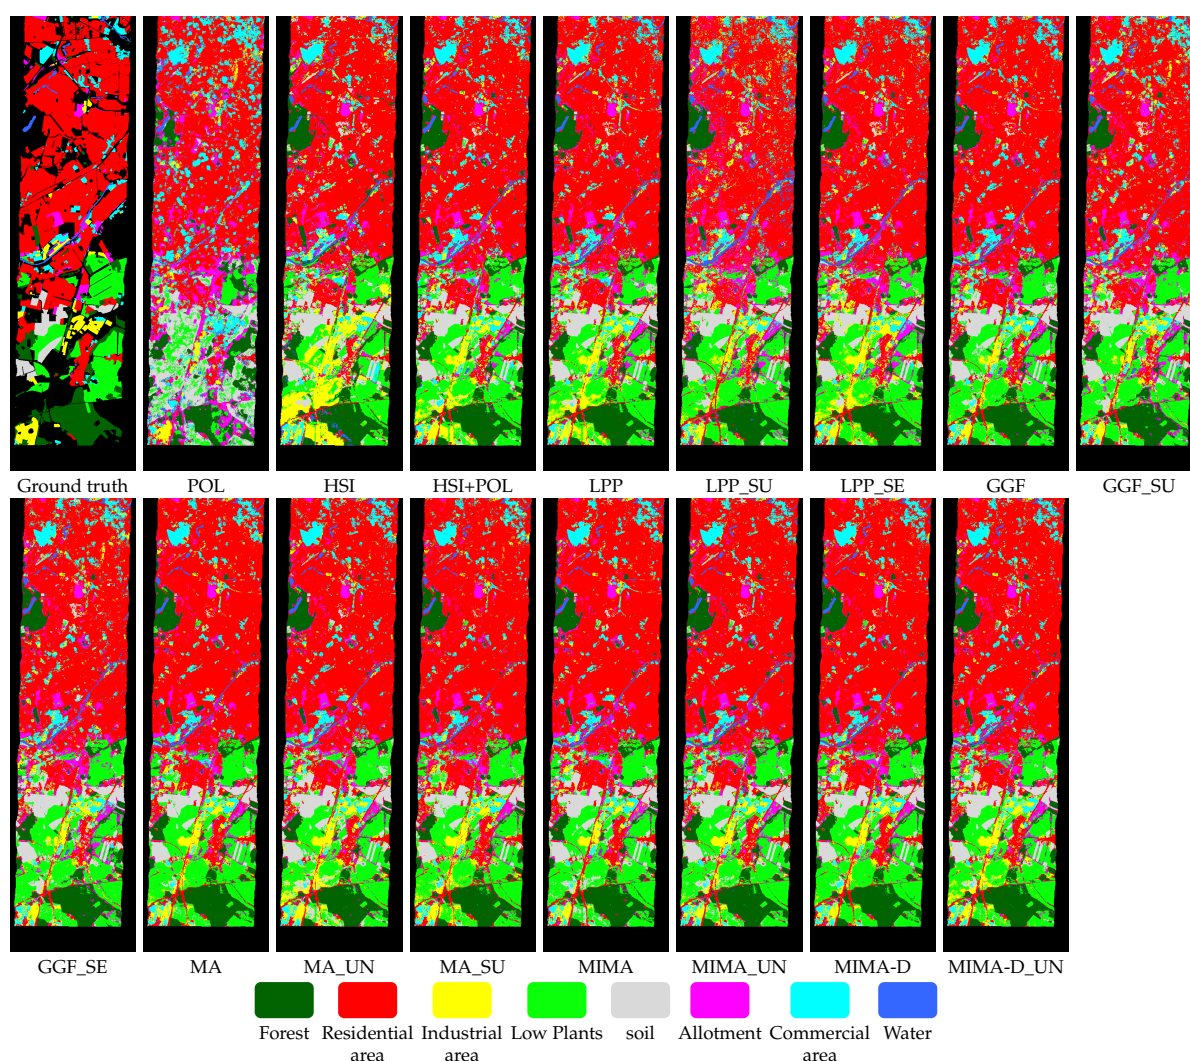 Ground truth POL HSI HSI+POL LPP LPP_SU LPP_SE GGF GGF_SU
GGF_SE MA MA_UN MA_SU MIMA MIMA_UN MIMA-D MIMA-D_UN
Forest Residential Industrial Low Plants soil Allotment Commercial Water
area area area